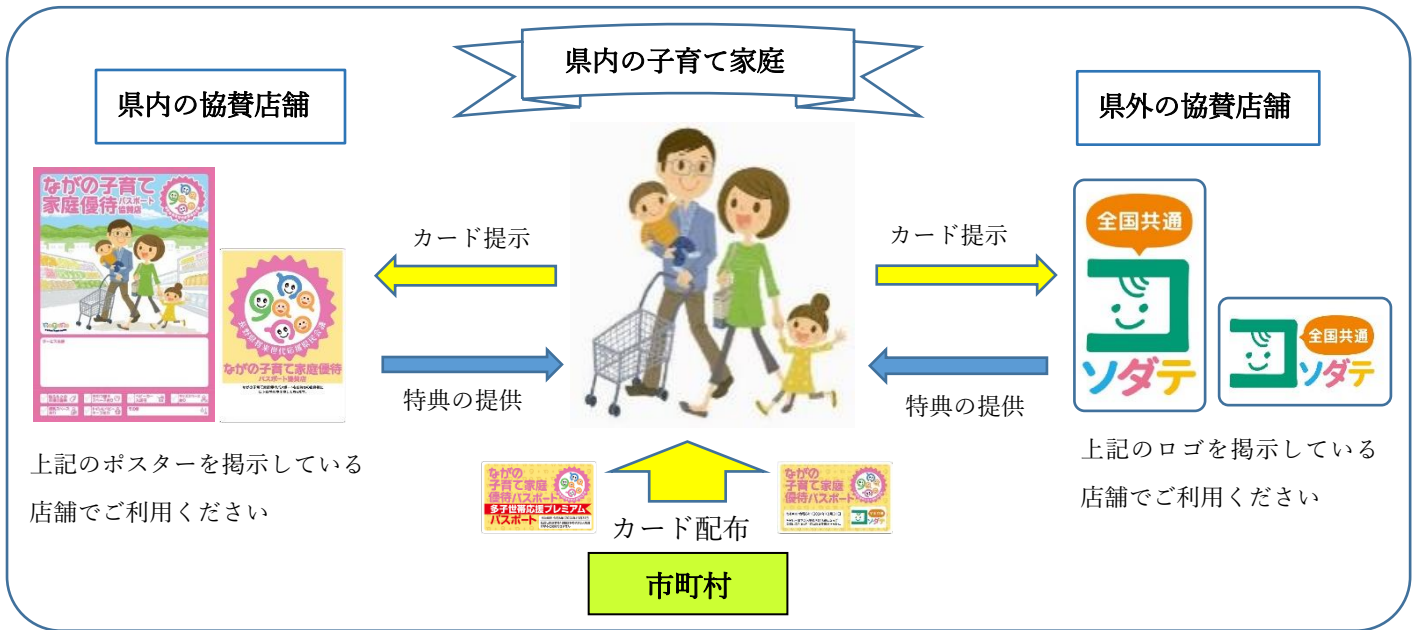 県内の子育て家庭
県内の協賛店舗
県外の協賛店舗
ながの子育て
家庭優待パスポート
協賛店
カード提示
特典の提供
ながの子育て家庭優待
パスポート協賛店
上記のポスターを掲示している
店舗でご利用ください
カード提示
特典の提供
全国共通
コソダテ
全国共通
コソダテ
上記のロゴを掲示している
店舗でご利用ください
ながの
子育て家庭
優待パスポート
多子世帯応援プレミアム
パスポート
ながの
子育て家庭
優待パスポート
カード配布
市町村